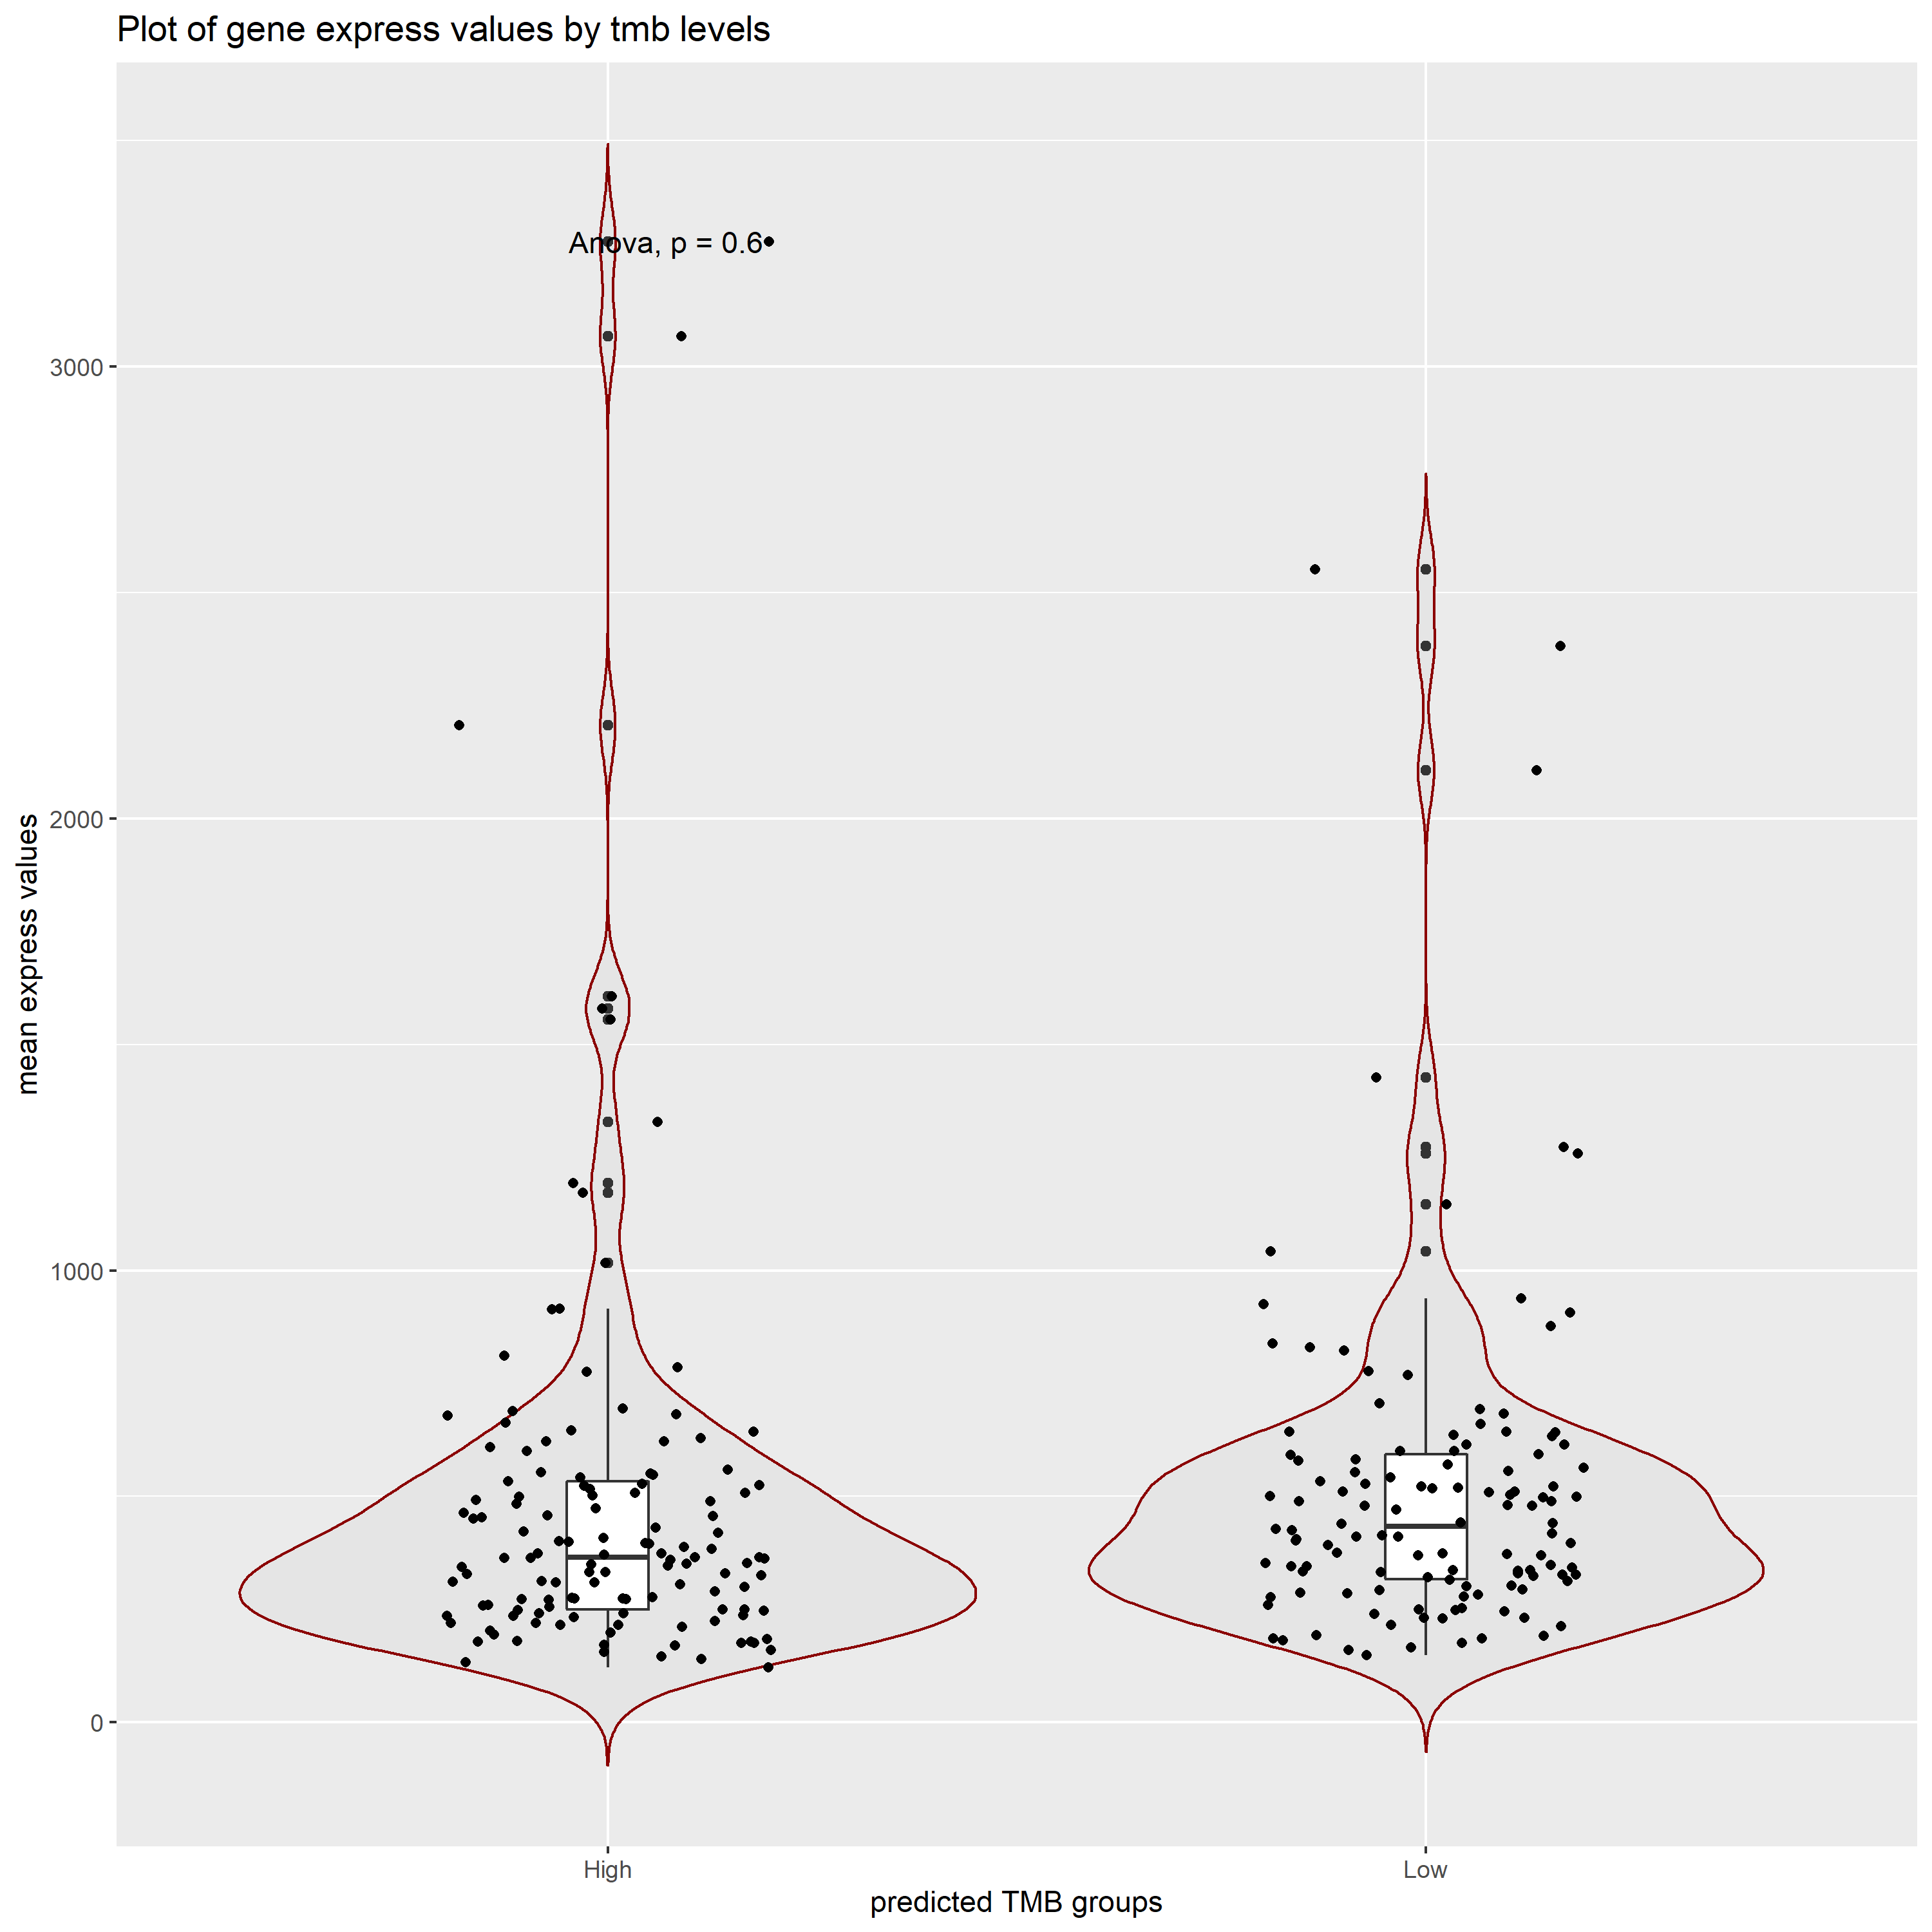 Plot of gene express values by tmb levels
Anova, p = 0.6
3000
2000
1000
0
mean express values
High
Low
predicted TMB groups